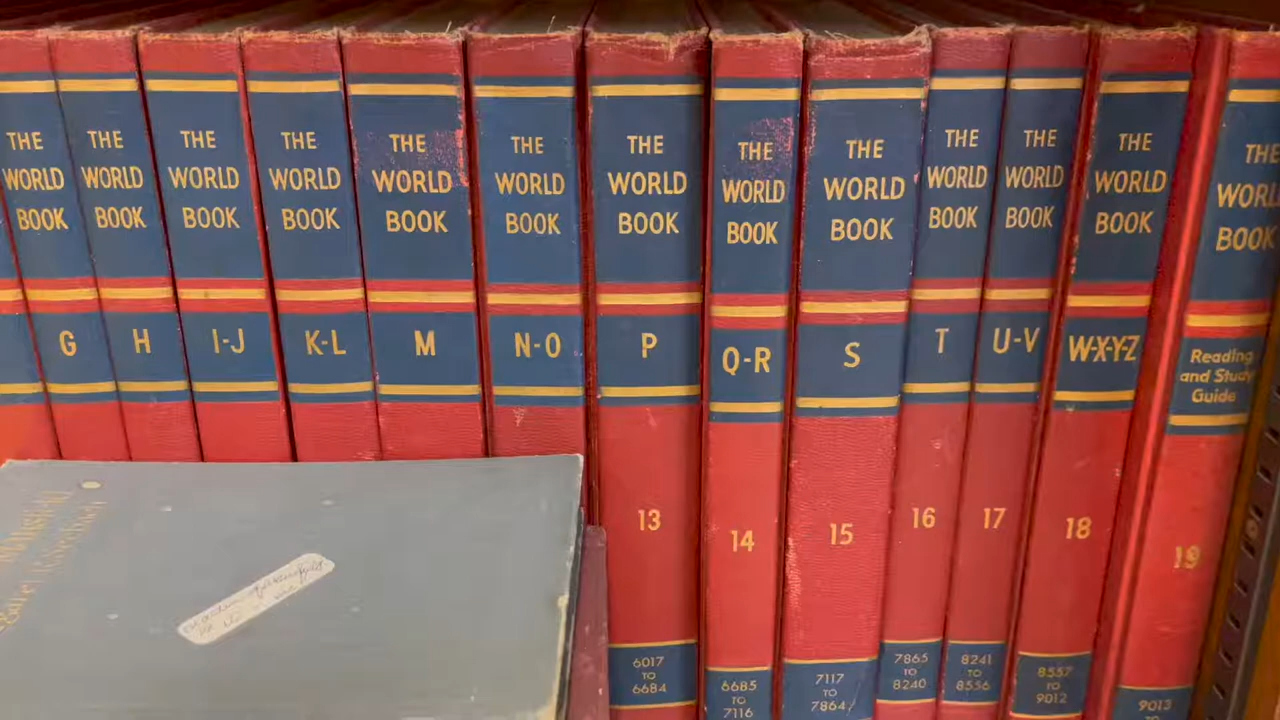 THE
WORLD
BOOK
G
THE
WORLD
BOOK
H
THE
WORLD
BOOK
I-J
THE
WORLD
BOOK
K-L
THE
WORLD
BOOK
M
THE
WORLD
BOOK
N-O
THE
WORLD
BOOK
P
13
6017
TO
6684
THE
WORLD
BOOK
Q-R
14
6685
TO
7116
THE
WORLD
BOOK
S
15
7117
TO
7864
THE
WORLD
BOOK
T
16
7865
TO
8240
THE
WORLD
BOOK
U-V
17
8241
TO
8556
THE
WORLD
BOOK
W-X-Y-Z
18
8557
TO
9012
THE
WORLD
BOOK
Reading
and Study
Guide
19
9013